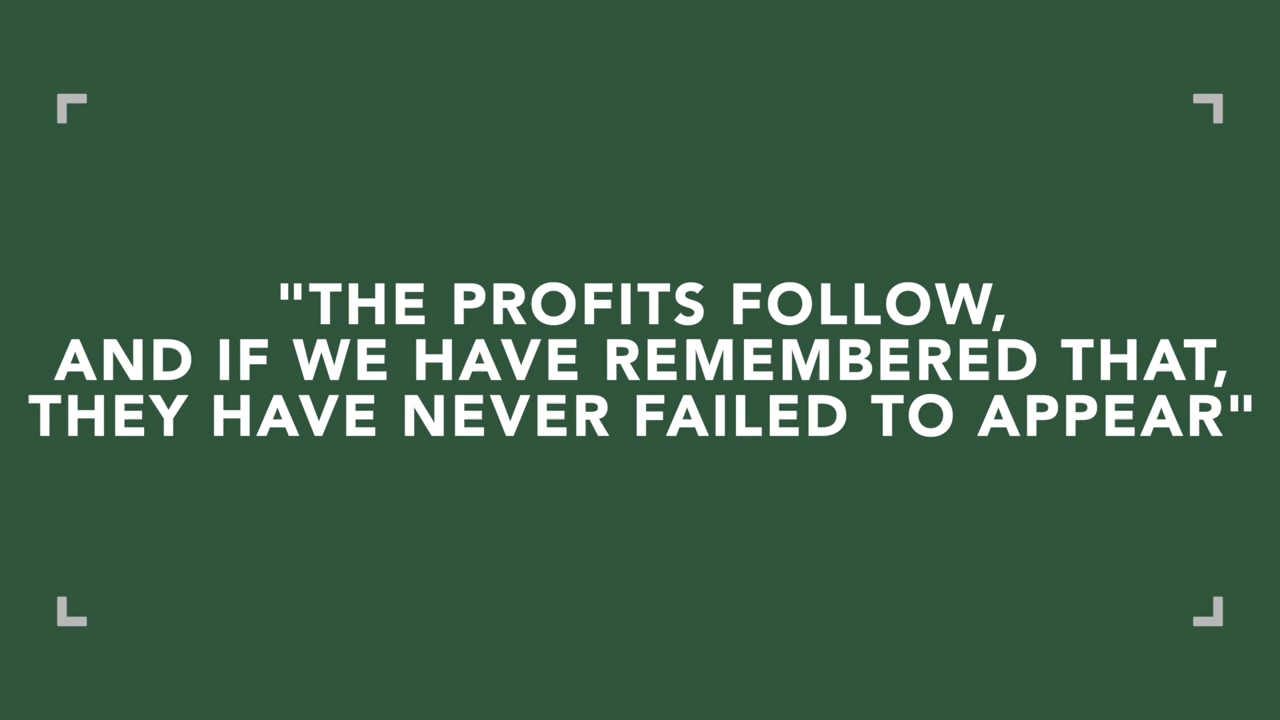 "THE PROFITS FOLLOW,
AND IF WE HAVE REMEMBERED THAT,
THEY HAVE NEVER FAILED TO APPEAR"